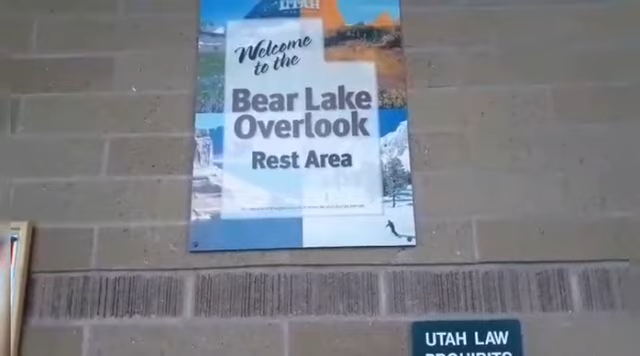 UTAH
Welcome
to the
Bear Lake
Overlook
Rest Area
UTAH LAW
PROHIBITS